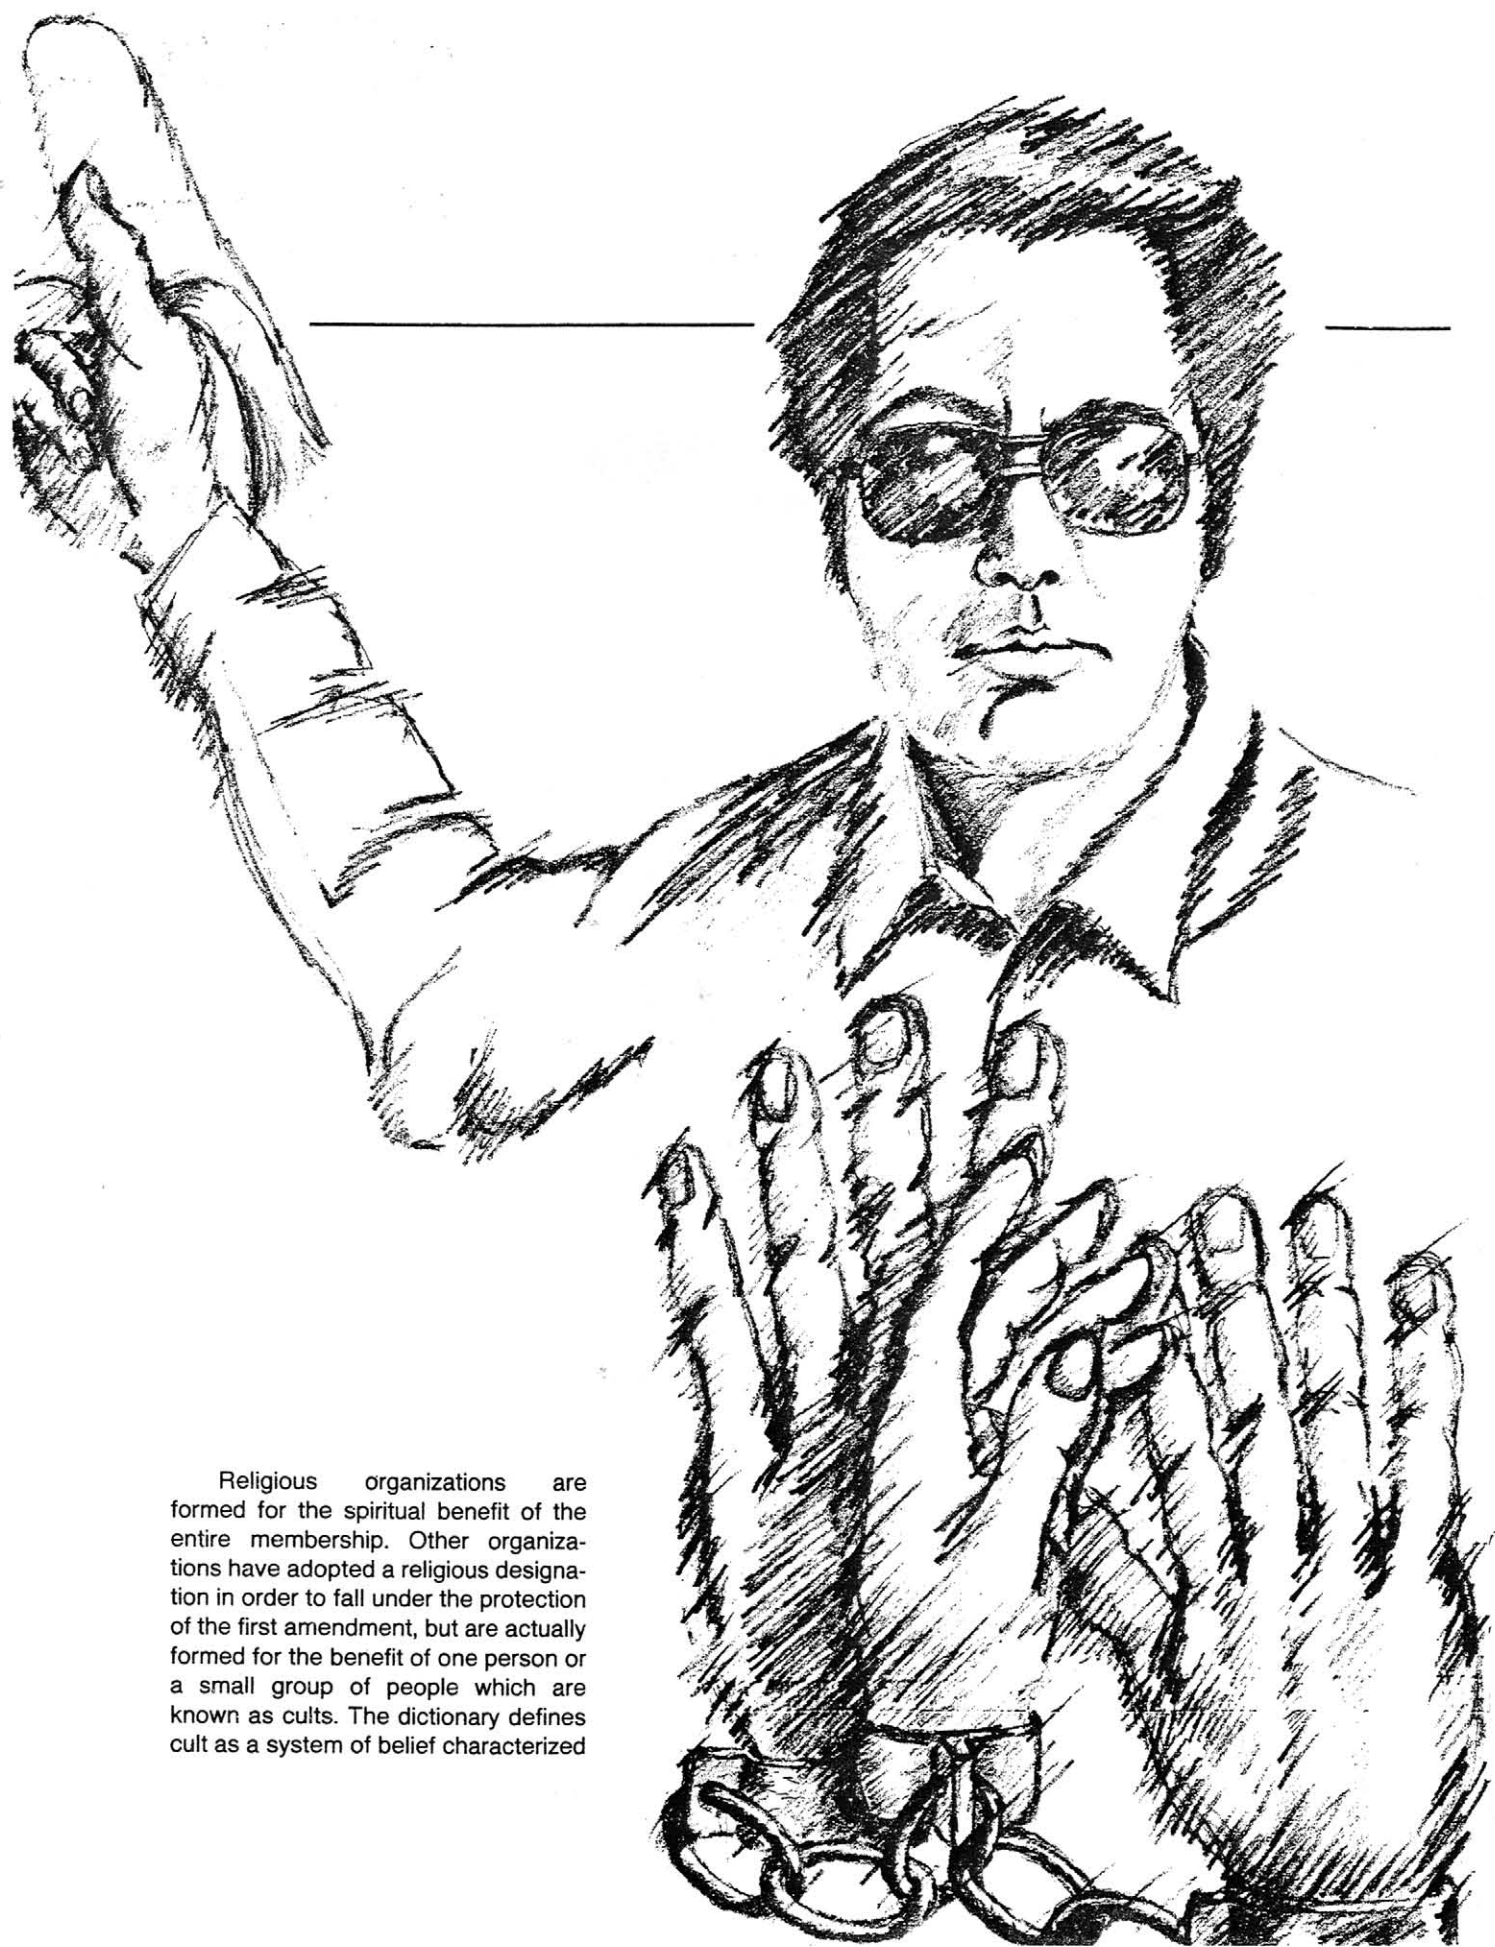 Religious organizations are
formed for the spiritual benefit of the
entire membership. Other organiza-
tions have adopted a religious designa-
tion in order to fall under the protection
of the first amendment, but are actually
formed for the benefit of one person or
a small group of people which are
known as cults. The dictionary defines
cult as a system of belief characterized